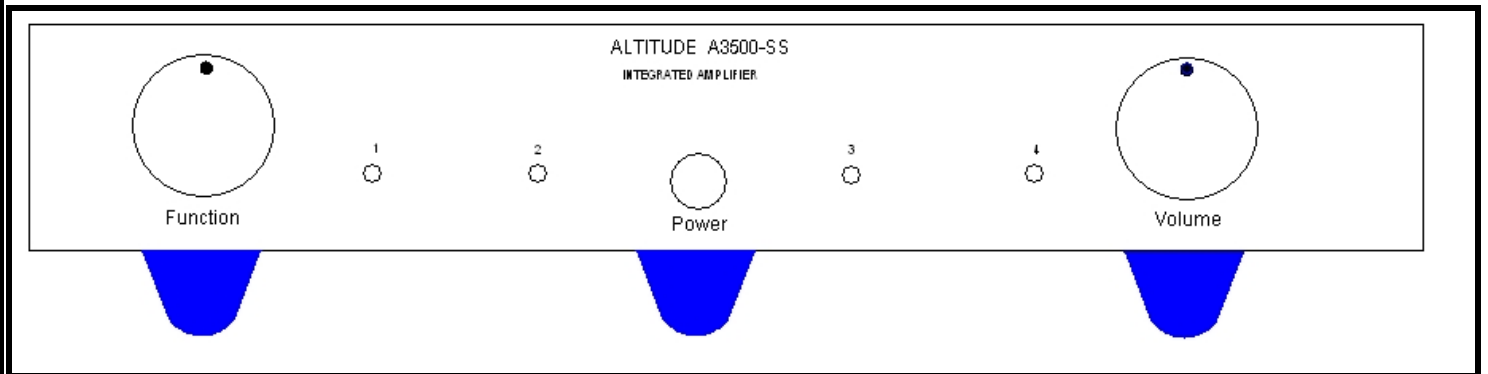 ALTITUDE A3500-SS
INTEGRATED AMPLIFIER
1 2 3 4
Function Power Volume